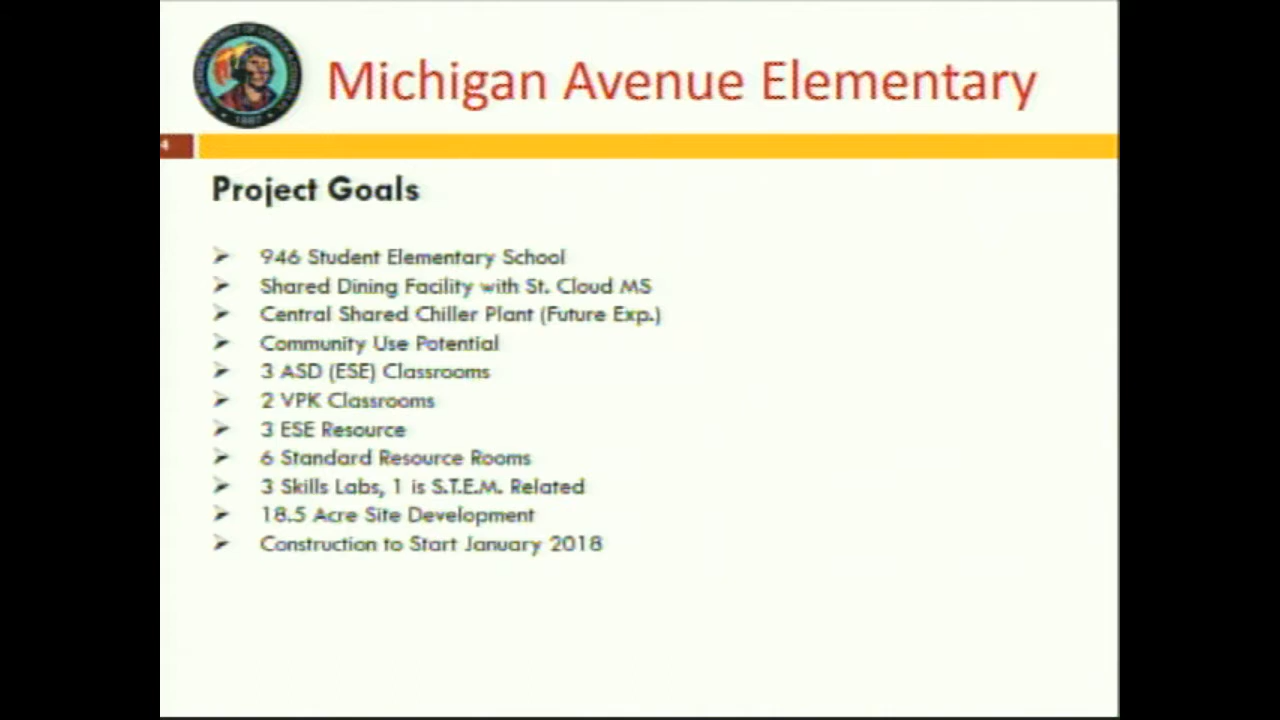 Michigan Avenue Elementary
4
Project Goals
946 Student Elementary School
Shared Dining Facility with St. Cloud MS
Central Shared Chiller Plant (Future Exp.)
Community Use Potential
3 ASD (ESE) Classrooms
2 VPK Classrooms
3 ESE Resource
6 Standard Resource Rooms
3 Skills Labs, 1 is S.T.E.M. Related
18.5 Acre Site Development
Construction to Start January 2018